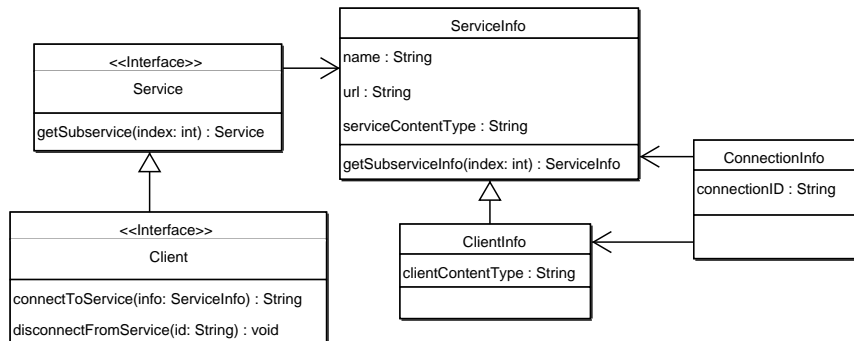 <<Interface>>
Service
getSubservice(index: int) : Service
<<Interface>>
Client
connectToService(info: ServiceInfo) : String
disconnectFromService(id: String) : void
ServiceInfo
name : String
url : String
serviceContentType : String
getSubserviceInfo(index: int) : ServiceInfo
ClientInfo
clientContentType : String
ConnectionInfo
connectionID : String